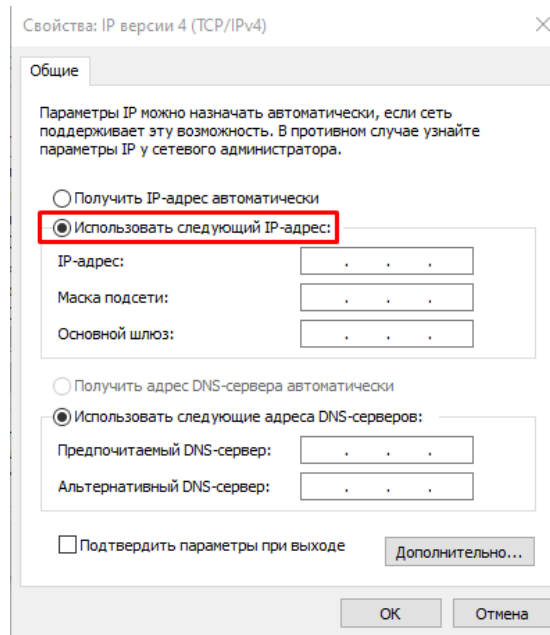 Свойства: IP версии 4 (TCP/IPv4)
Общие
Параметры IP можно назначать автоматически, если сеть
поддерживает эту возможность. В противном случае узнайте
параметры IP у сетевого администратора.
Получить IP-адрес автоматически
Использовать следующий IP-адрес:
IP-адрес:
Маска подсети:
Основной шлюз:
Получить адрес DNS-сервера автоматически
Использовать следующие адреса DNS-серверов:
Предпочитаемый DNS-сервер:
Альтернативный DNS-сервер:
Подтвердить параметры при выходе
Дополнительно...
ОК Отмена